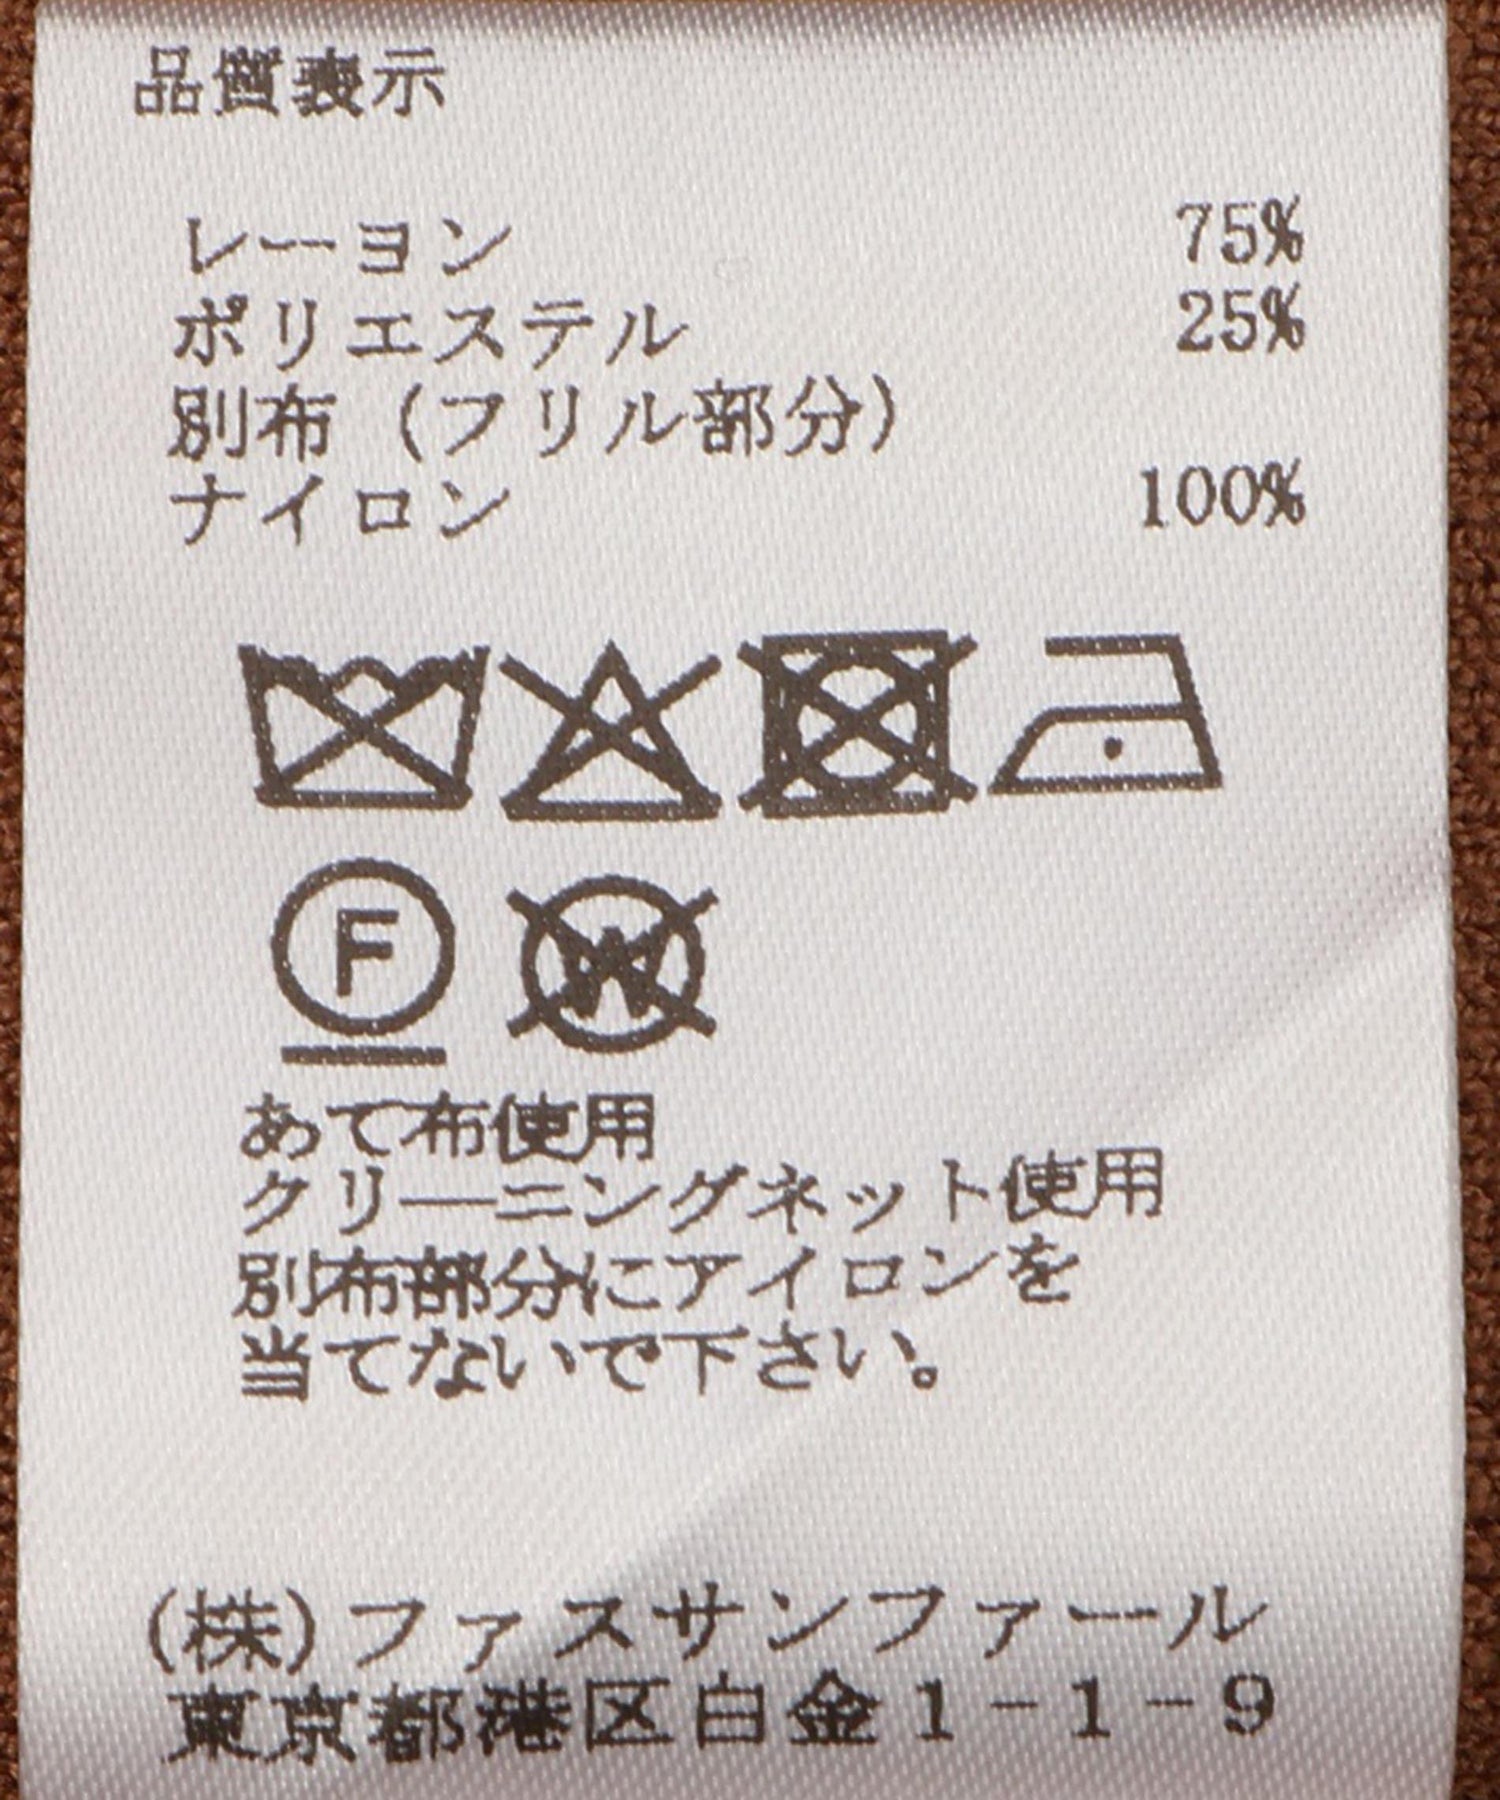 品質表示
レーヨン 75%
ポリエステル 25%
別布（フリル部分）
ナイロン 100%
F
W
あて布使用
クリーニングネット使用
別布部分にアイロンを
当てないで下さい。
(株)ファスサンファール
東京都港区白金1-1-9